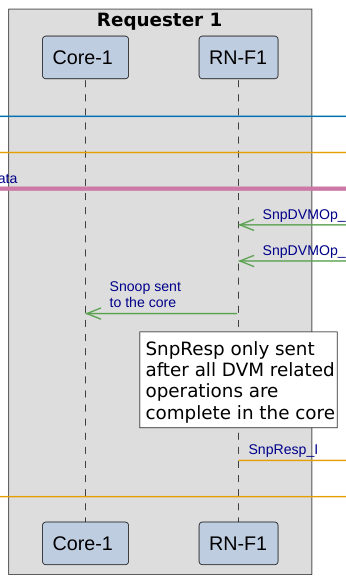 Requester 1
Core-1
RN-F1
ata
SnpDVMOp_
SnpDVMOp_
Snoop sent
to the core
SnpResp only sent
after all DVM related
operations are
complete in the core
SnpResp_I
Core-1
RN-F1